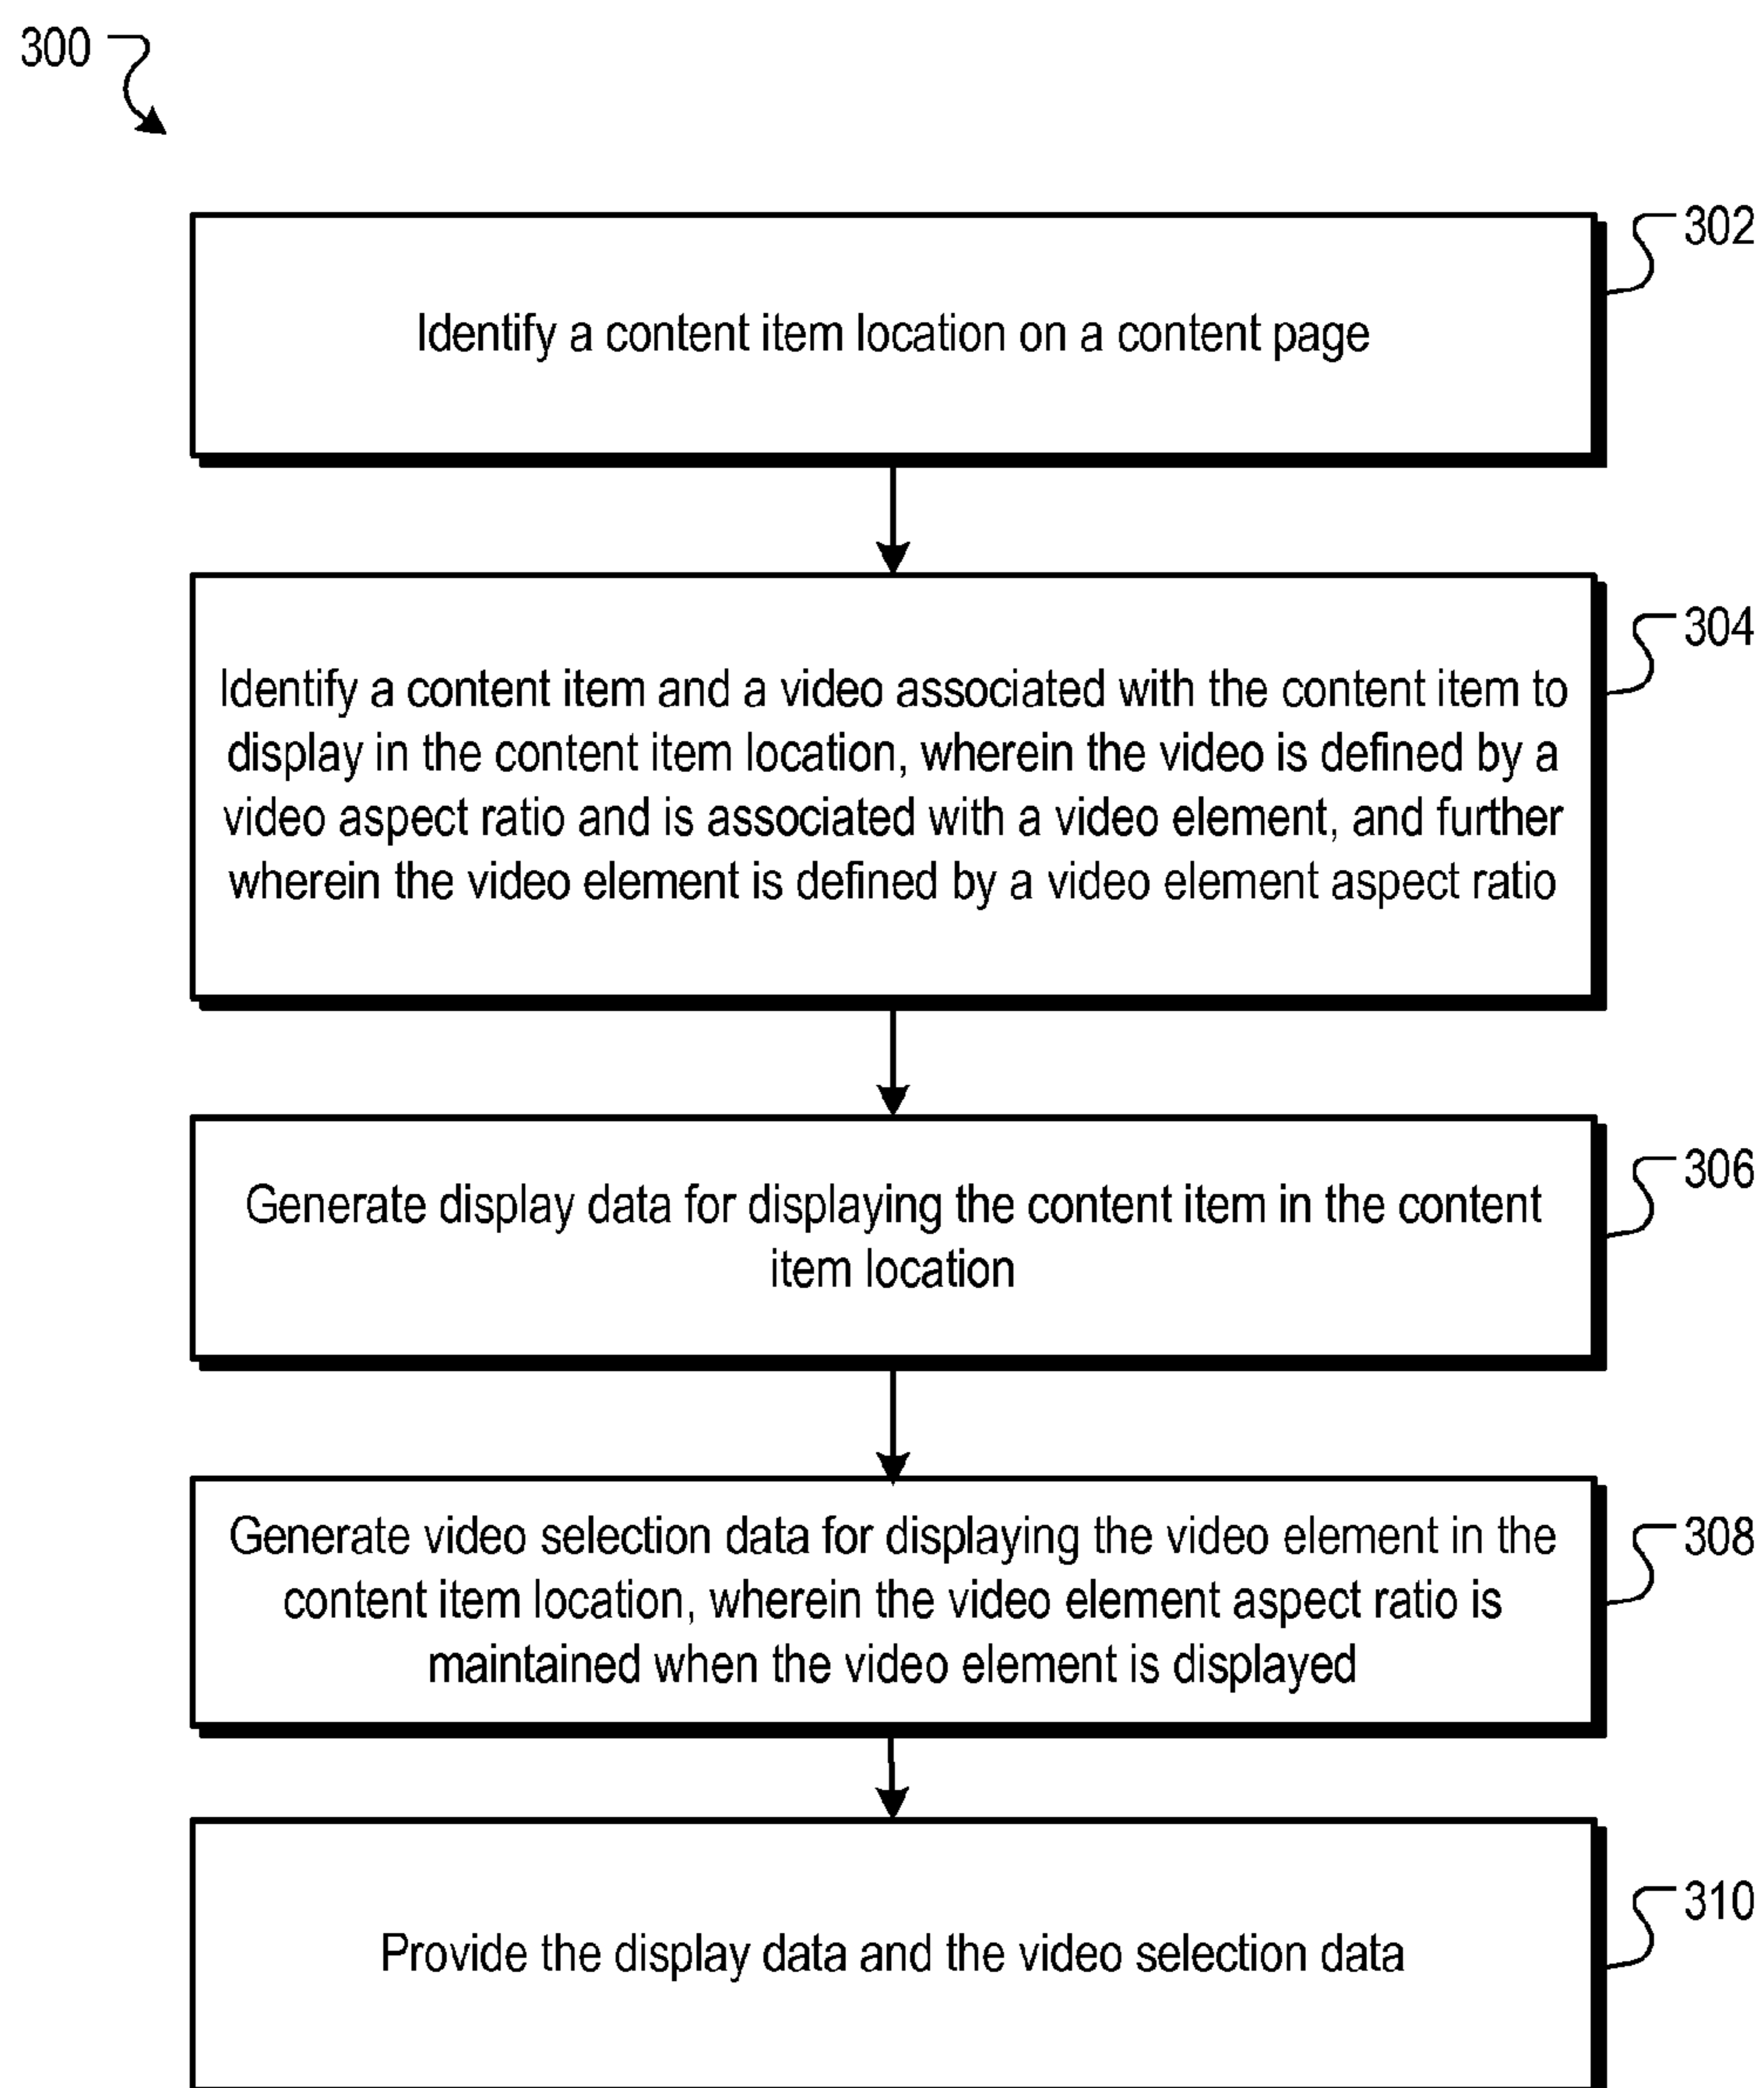 300
302
Identify a content item location on a content page
304
Identify a content item and a video associated with the content item to
display in the content item location, wherein the video is defined by a
video aspect ratio and is associated with a video element, and further
wherein the video element is defined by a video element aspect ratio
306
Generate display data for displaying the content item in the content
item location
308
Generate video selection data for displaying the video element in the
content item location, wherein the video element aspect ratio is
maintained when the video element is displayed
310
Provide the display data and the video selection data